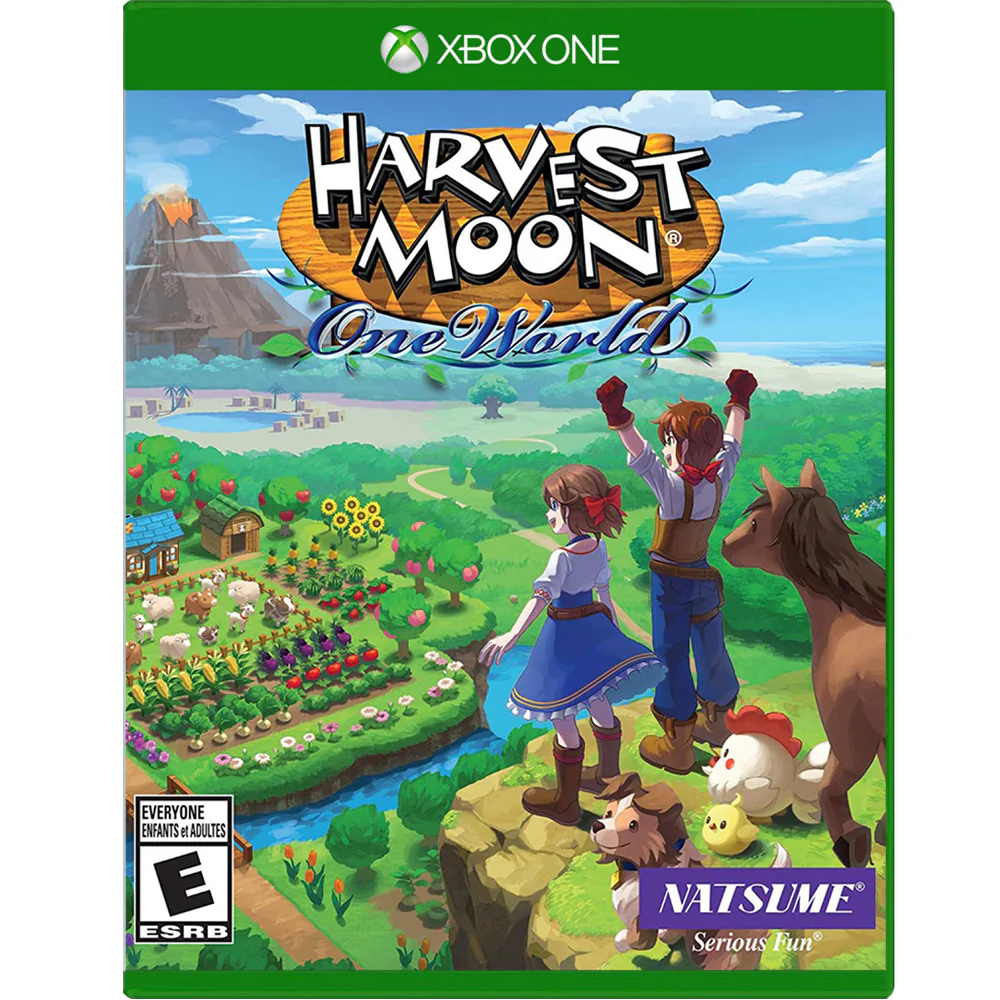 XBOX ONE
HARVEST
MOON®
One World
EVERYONE
ENFANTS et ADULTES
E
ESRB
NATSUME®
Serious Fun®